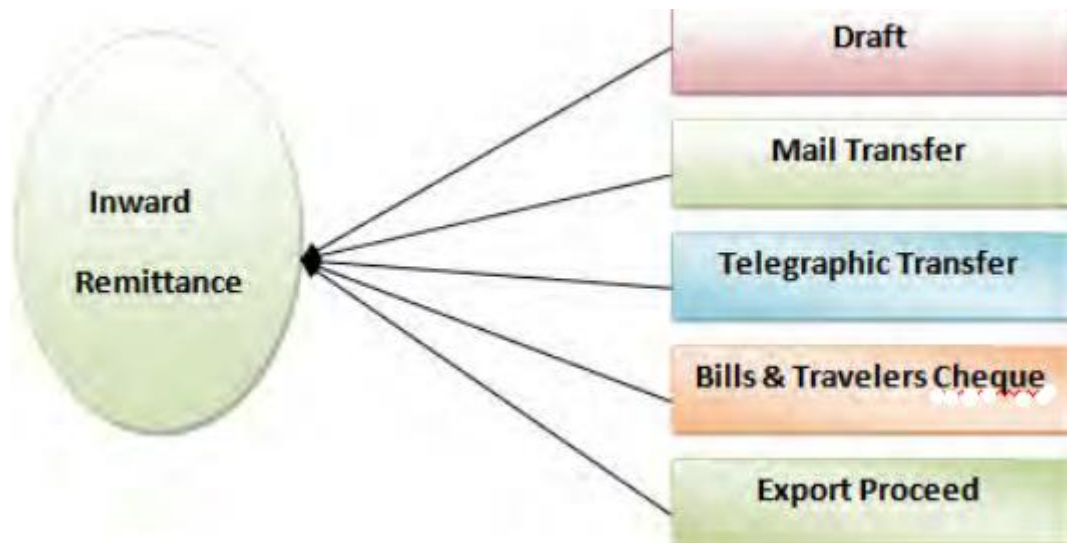 Inward
Remittance
Draft
Mail Transfer
Telegraphic Transfer
Bills & Travelers Cheque
Export Proceed